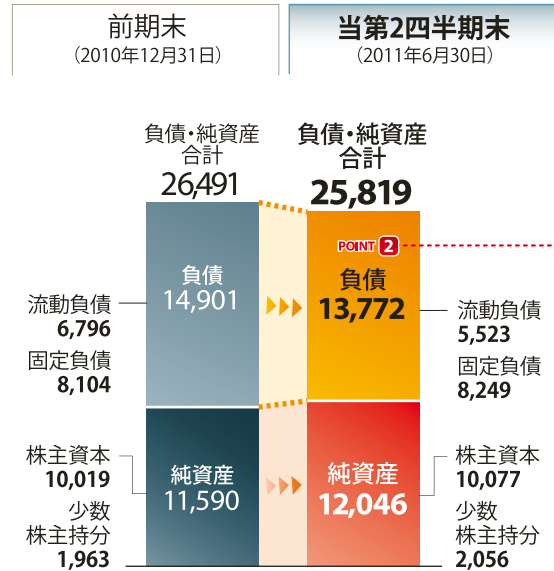 前期末
（2010年12月31日）
当第2四半期末
（2011年6月30日）
負債・純資産
合計
26,491
負債・純資産
合計
25,819
POINT 2
負債
14,901
負債
13,772
流動負債
6,796
固定負債
8,104
流動負債
5,523
固定負債
8,249
純資産
11,590
純資産
12,046
株主資本
10,019
少数
株主持分
1,963
株主資本
10,077
少数
株主持分
2,056